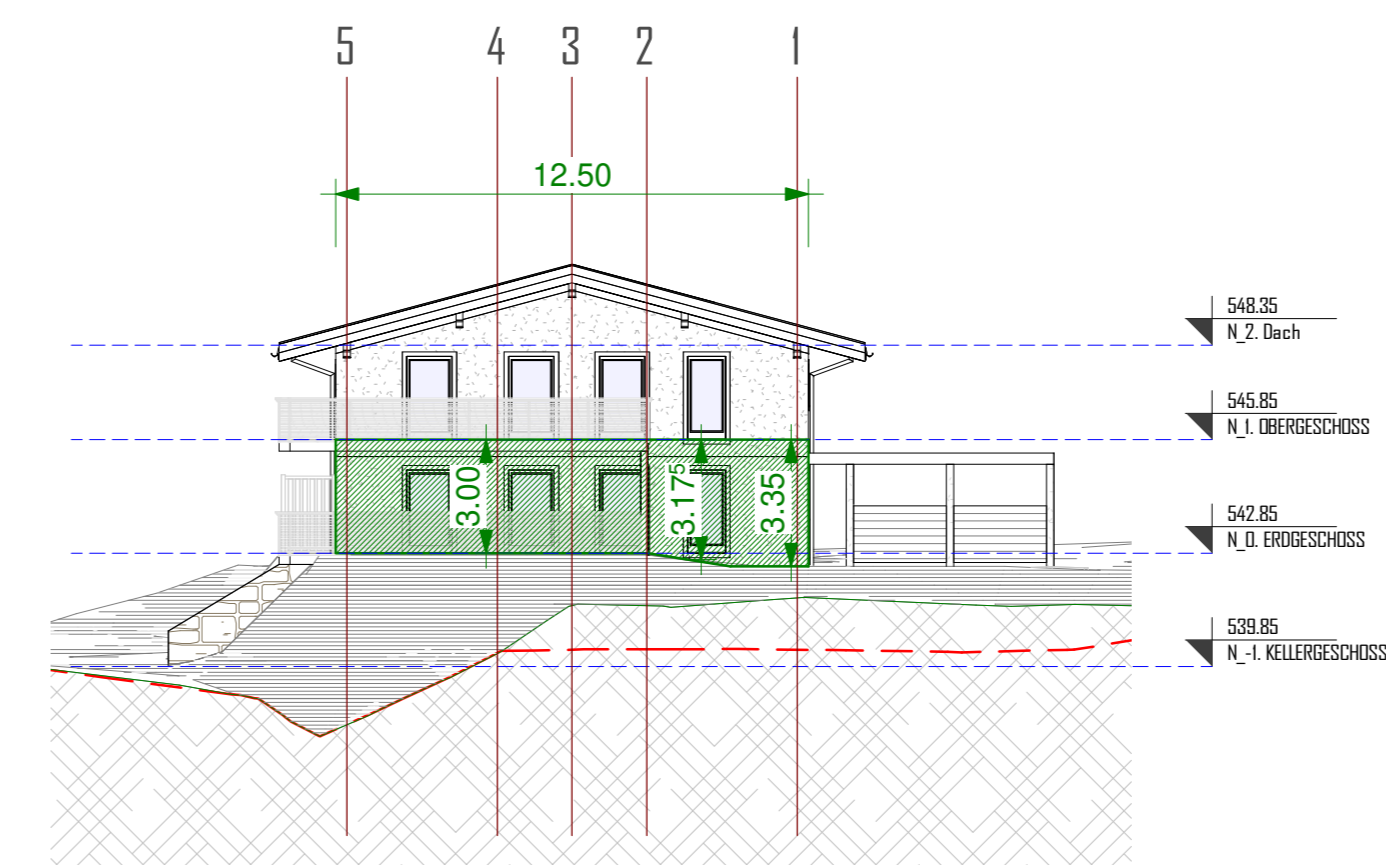 5 4 3 2 1
12.50
548.35
N_2. Dach
545.85
N_1. OBERGESCHOSS
3.00
3.17⁵
3.35
542.85
N_0. ERDGESCHOSS
539.85
N_-1. KELLERGESCHOSS